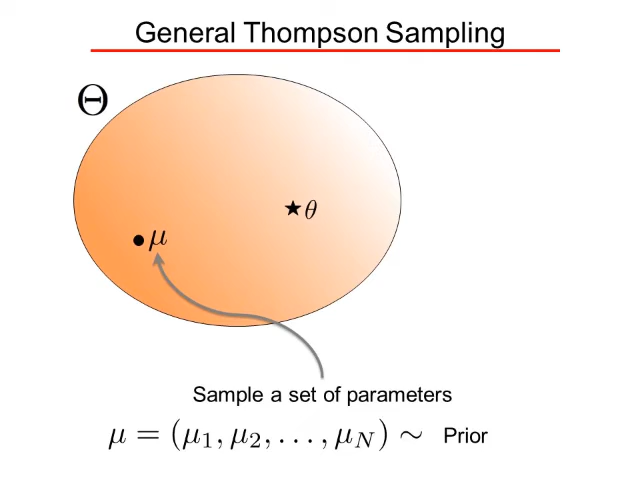 General Thompson Sampling
Θ
★ θ
● μ
Sample a set of parameters
μ = (μ₁, μ₂, . . . , μ_N) ∼ Prior